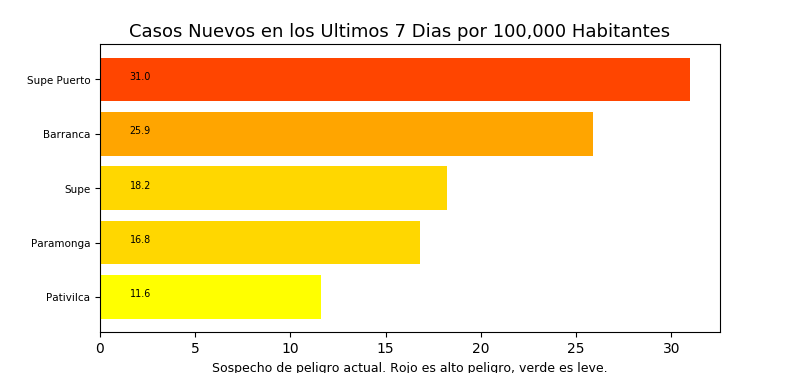 Casos Nuevos en los Ultimos 7 Dias por 100,000 Habitantes
Supe Puerto 31.0
Barranca 25.9
Supe 18.2
Paramonga 16.8
Pativilca 11.6
0 5 10 15 20 25 30
Sospecho de peligro actual. Rojo es alto peligro, verde es leve.